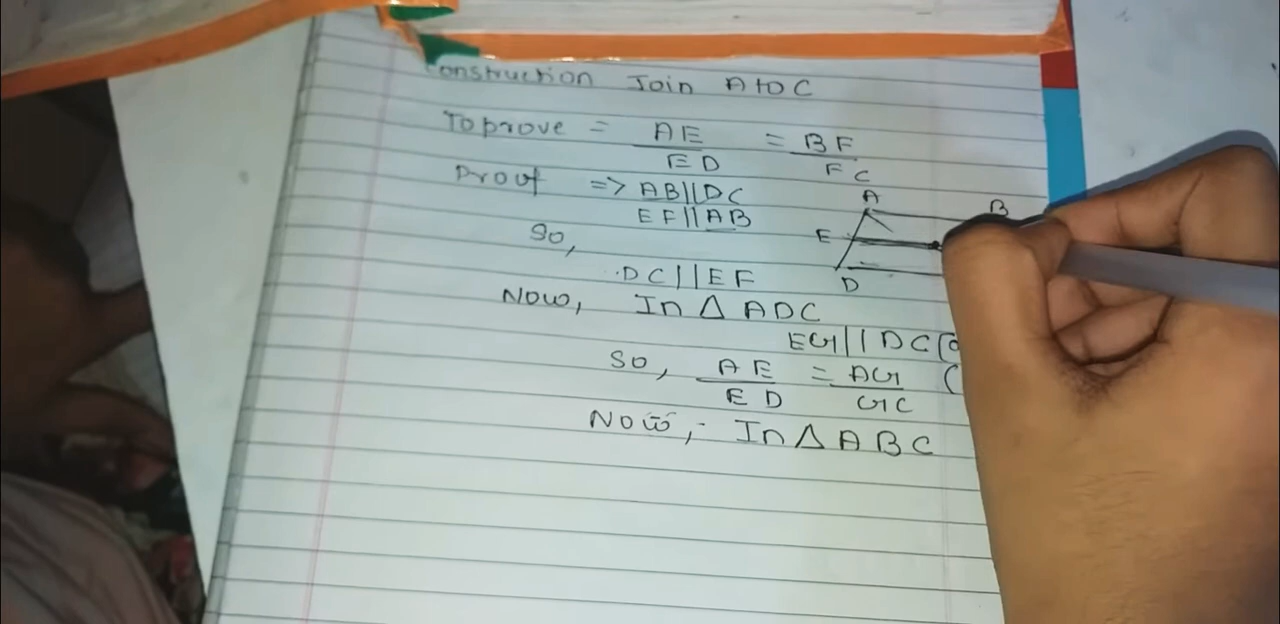 onstruction Join A to C
To prove = AE/ED = BF/FC
Proof => AB||DC
EF||AB
So,
DC||EF
Now, In Δ ADC
EG||DC(
So, AE/ED = AG/GC (
Now,- In Δ ABC
A
B
E
D